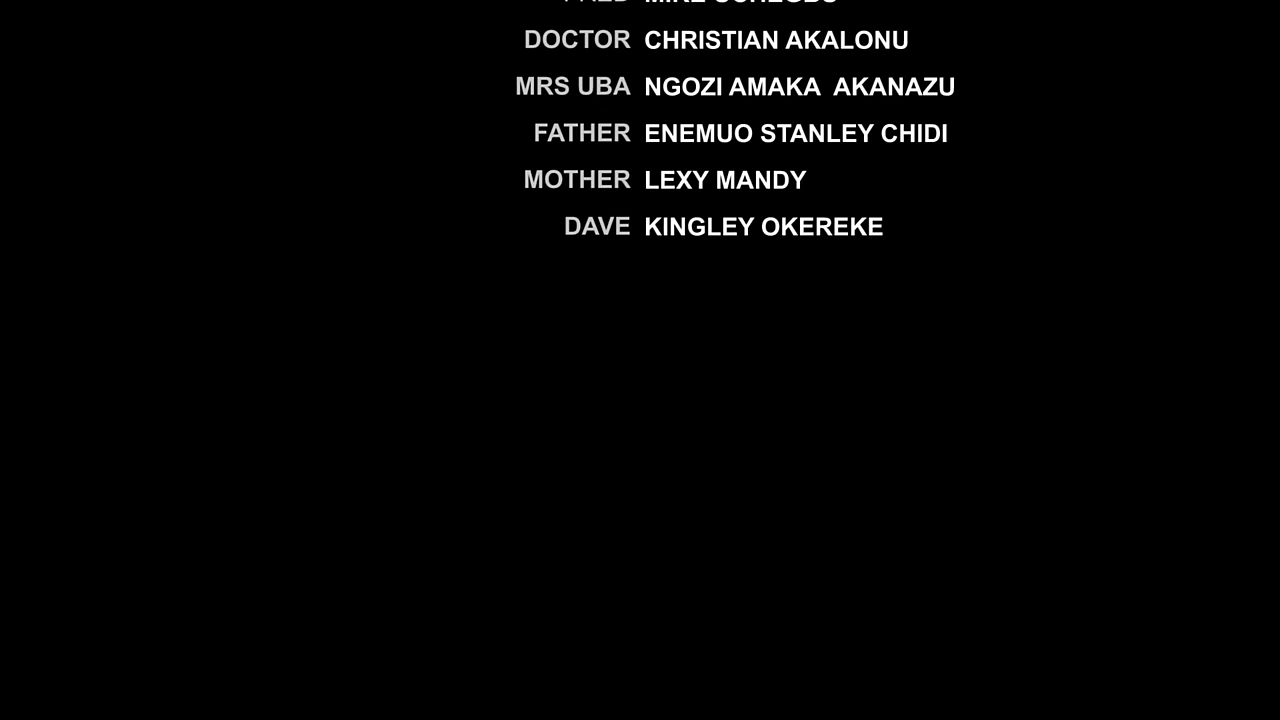 DOCTOR CHRISTIAN AKALONU
MRS UBA NGOZI AMAKA  AKANAZU
FATHER ENEMUO STANLEY CHIDI
MOTHER LEXY MANDY
DAVE KINGLEY OKEREKE